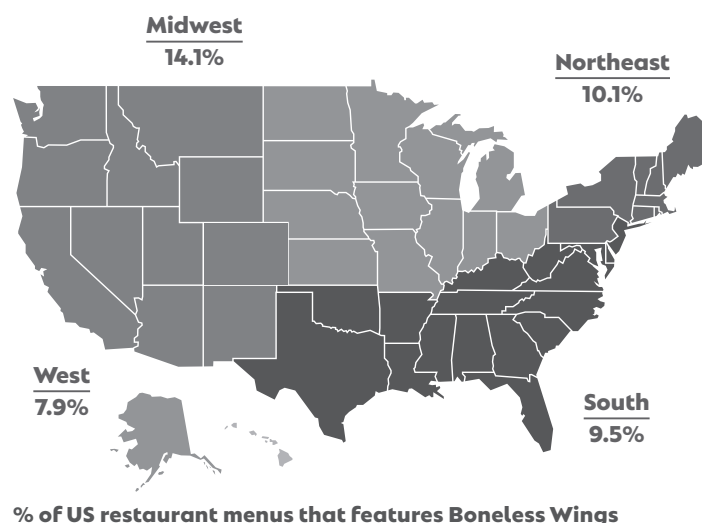 Midwest
14.1%
Northeast
10.1%
West
7.9%
South
9.5%
% of US restaurant menus that features Boneless Wings